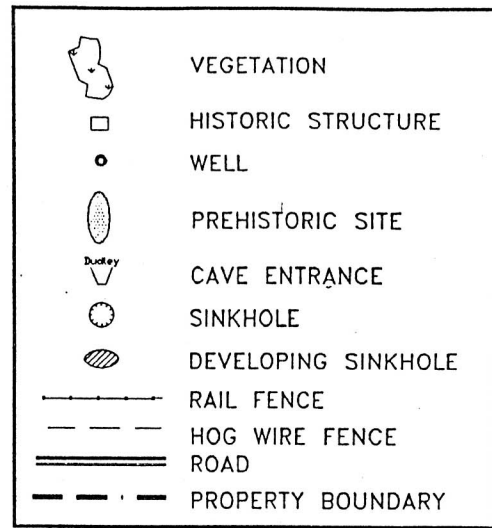 VEGETATION
HISTORIC STRUCTURE
WELL
PREHISTORIC SITE
Dudley
CAVE ENTRANCE
SINKHOLE
DEVELOPING SINKHOLE
RAIL FENCE
HOG WIRE FENCE
ROAD
PROPERTY BOUNDARY